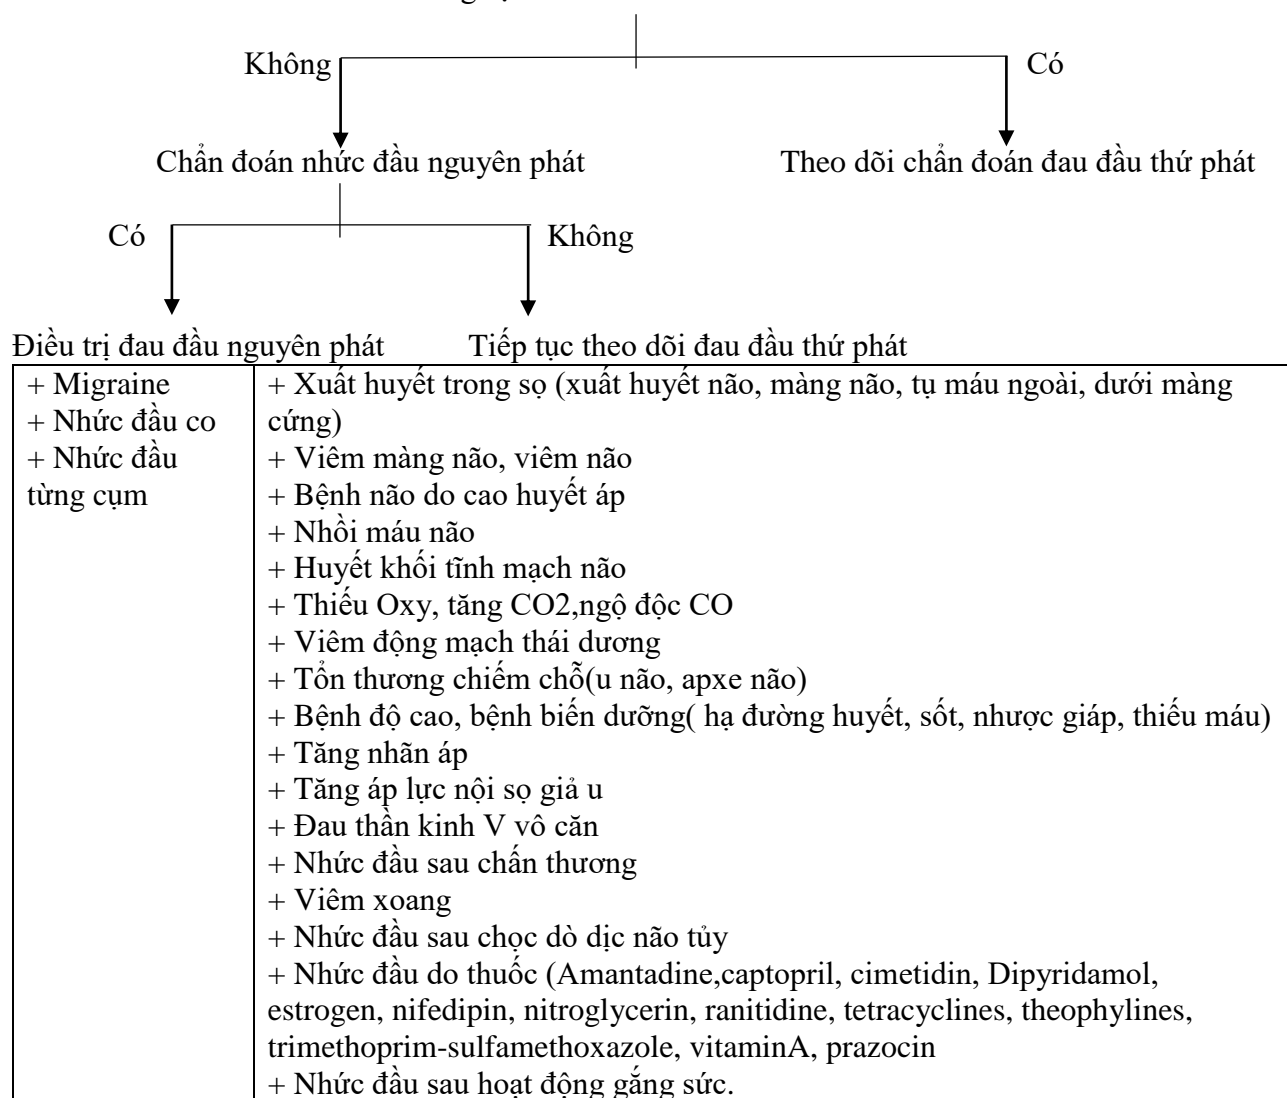 Không Có
Chẩn đoán nhức đầu nguyên phát Theo dõi chẩn đoán đau đầu thứ phát
Có Không
Điều trị đau đầu nguyên phát Tiếp tục theo dõi đau đầu thứ phát
+ Migraine
+ Nhức đầu co
+ Nhức đầu
từng cụm
+ Xuất huyết trong sọ (xuất huyết não, màng não, tụ máu ngoài, dưới màng
cứng)
+ Viêm màng não, viêm não
+ Bệnh não do cao huyết áp
+ Nhồi máu não
+ Huyết khối tĩnh mạch não
+ Thiếu Oxy, tăng CO2,ngộ độc CO
+ Viêm động mạch thái dương
+ Tổn thương chiếm chỗ(u não, apxe não)
+ Bệnh độ cao, bệnh biến dưỡng( hạ đường huyết, sốt, nhược giáp, thiếu máu)
+ Tăng nhãn áp
+ Tăng áp lực nội sọ giả u
+ Đau thần kinh V vô căn
+ Nhức đầu sau chấn thương
+ Viêm xoang
+ Nhức đầu sau chọc dò dịc não tủy
+ Nhức đầu do thuốc (Amantadine,captopril, cimetidin, Dipyridamol,
estrogen, nifedipin, nitroglycerin, ranitidine, tetracyclines, theophylines,
trimethoprim-sulfamethoxazole, vitaminA, prazocin
+ Nhức đầu sau hoạt động gắng sức.